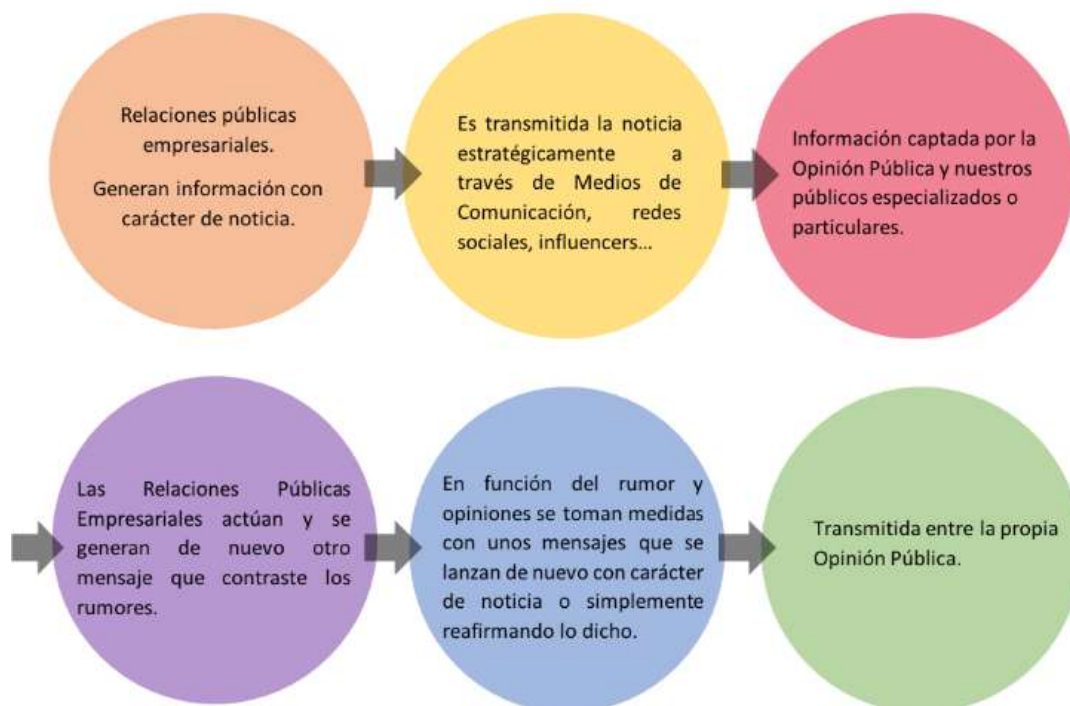 Relaciones públicas
empresariales.
Generan información con
carácter de noticia.
Es transmitida la noticia
estratégicamente a
través de Medios de
Comunicación, redes
sociales, influencers...
Información captada por la
Opinión Pública y nuestros
públicos especializados o
particulares.
Las Relaciones Públicas
Empresariales actúan y se
generan de nuevo otro
mensaje que contraste los
rumores.
En función del rumor y
opiniones se toman medidas
con unos mensajes que se
lanzan de nuevo con carácter
de noticia o simplemente
reafirmando lo dicho.
Transmitida entre la propia
Opinión Pública.